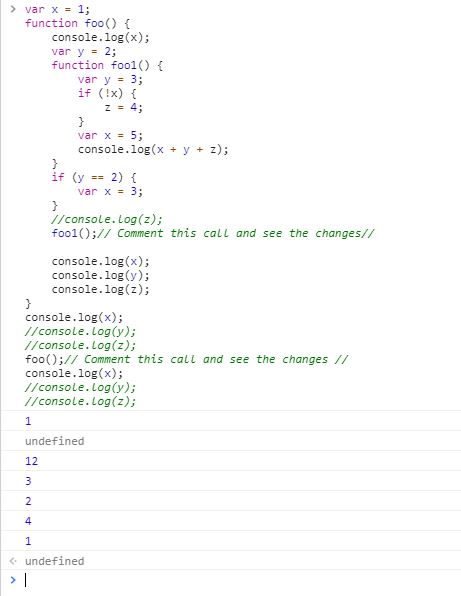 > var x = 1;
function foo() {
    console.log(x);
    var y = 2;
    function foo1() {
        var y = 3;
        if (!x) {
            z = 4;
        }
        var x = 5;
        console.log(x + y + z);
    }
    if (y == 2) {
        var x = 3;
    }
    //console.log(z);
    foo1();// Comment this call and see the changes//

    console.log(x);
    console.log(y);
    console.log(z);
}
console.log(x);
//console.log(y);
//console.log(z);
foo();// Comment this call and see the changes //
console.log(x);
//console.log(y);
//console.log(z);
1
undefined
12
3
2
4
1
<· undefined
>